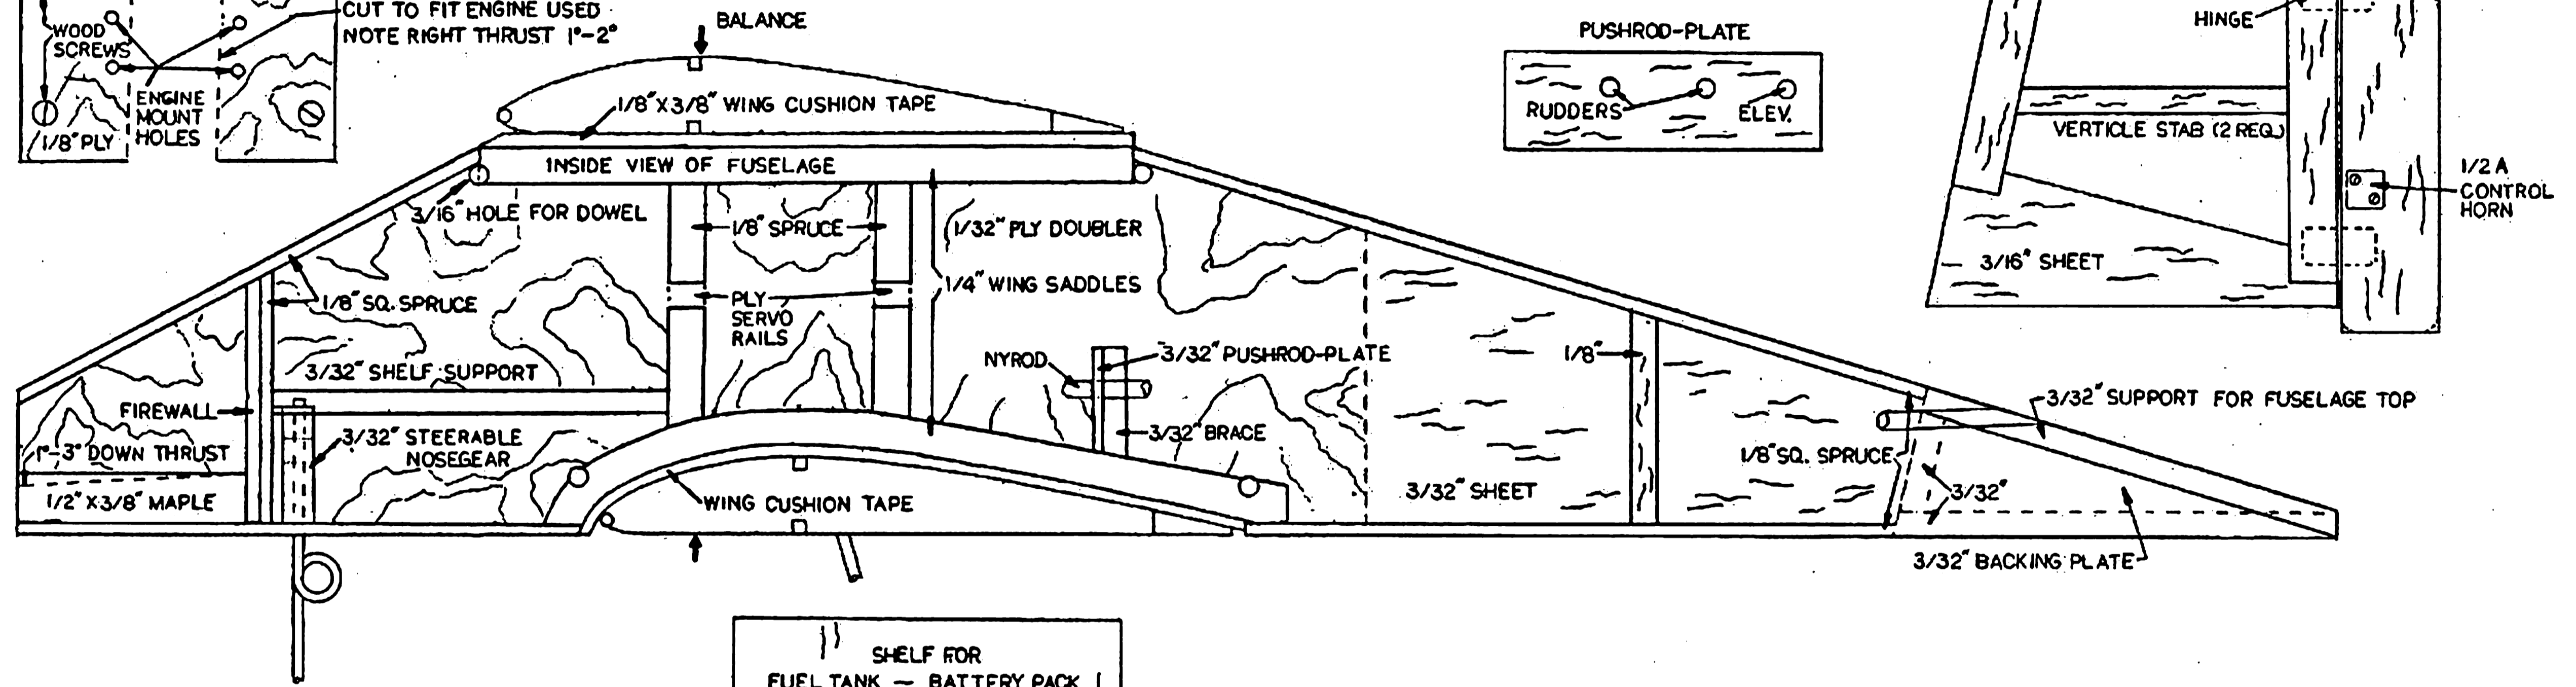 CUT TO FIT ENGINE USED
NOTE RIGHT THRUST 1°-2°
WOOD
SCREWS
ENGINE
MOUNT
HOLES
1/8" PLY
BALANCE
1/8"X3/8" WING CUSHION TAPE
INSIDE VIEW OF FUSELAGE
3/16" HOLE FOR DOWEL
1/8" SPRUCE
1/32" PLY DOUBLER
1/4" WING SADDLES
1/8" SQ. SPRUCE
PLY
SERVO
RAILS
3/32" SHELF SUPPORT
NYROD
3/32" PUSHROD-PLATE
1/8"
FIREWALL
3/32" STEERABLE
NOSEGEAR
3/32" BRACE
1°-3° DOWN THRUST
1/2" X 3/8" MAPLE
WING CUSHION TAPE
3/32" SHEET
1/8" SQ. SPRUCE
3/32"
3/32" SUPPORT FOR FUSELAGE TOP
3/32" BACKING PLATE
PUSHROD-PLATE
RUDDERS
ELEV.
HINGE
VERTICLE STAB (2 REQ.)
1/2 A
CONTROL
HORN
3/16" SHEET
SHELF FOR
FUEL TANK – BATTERY PACK